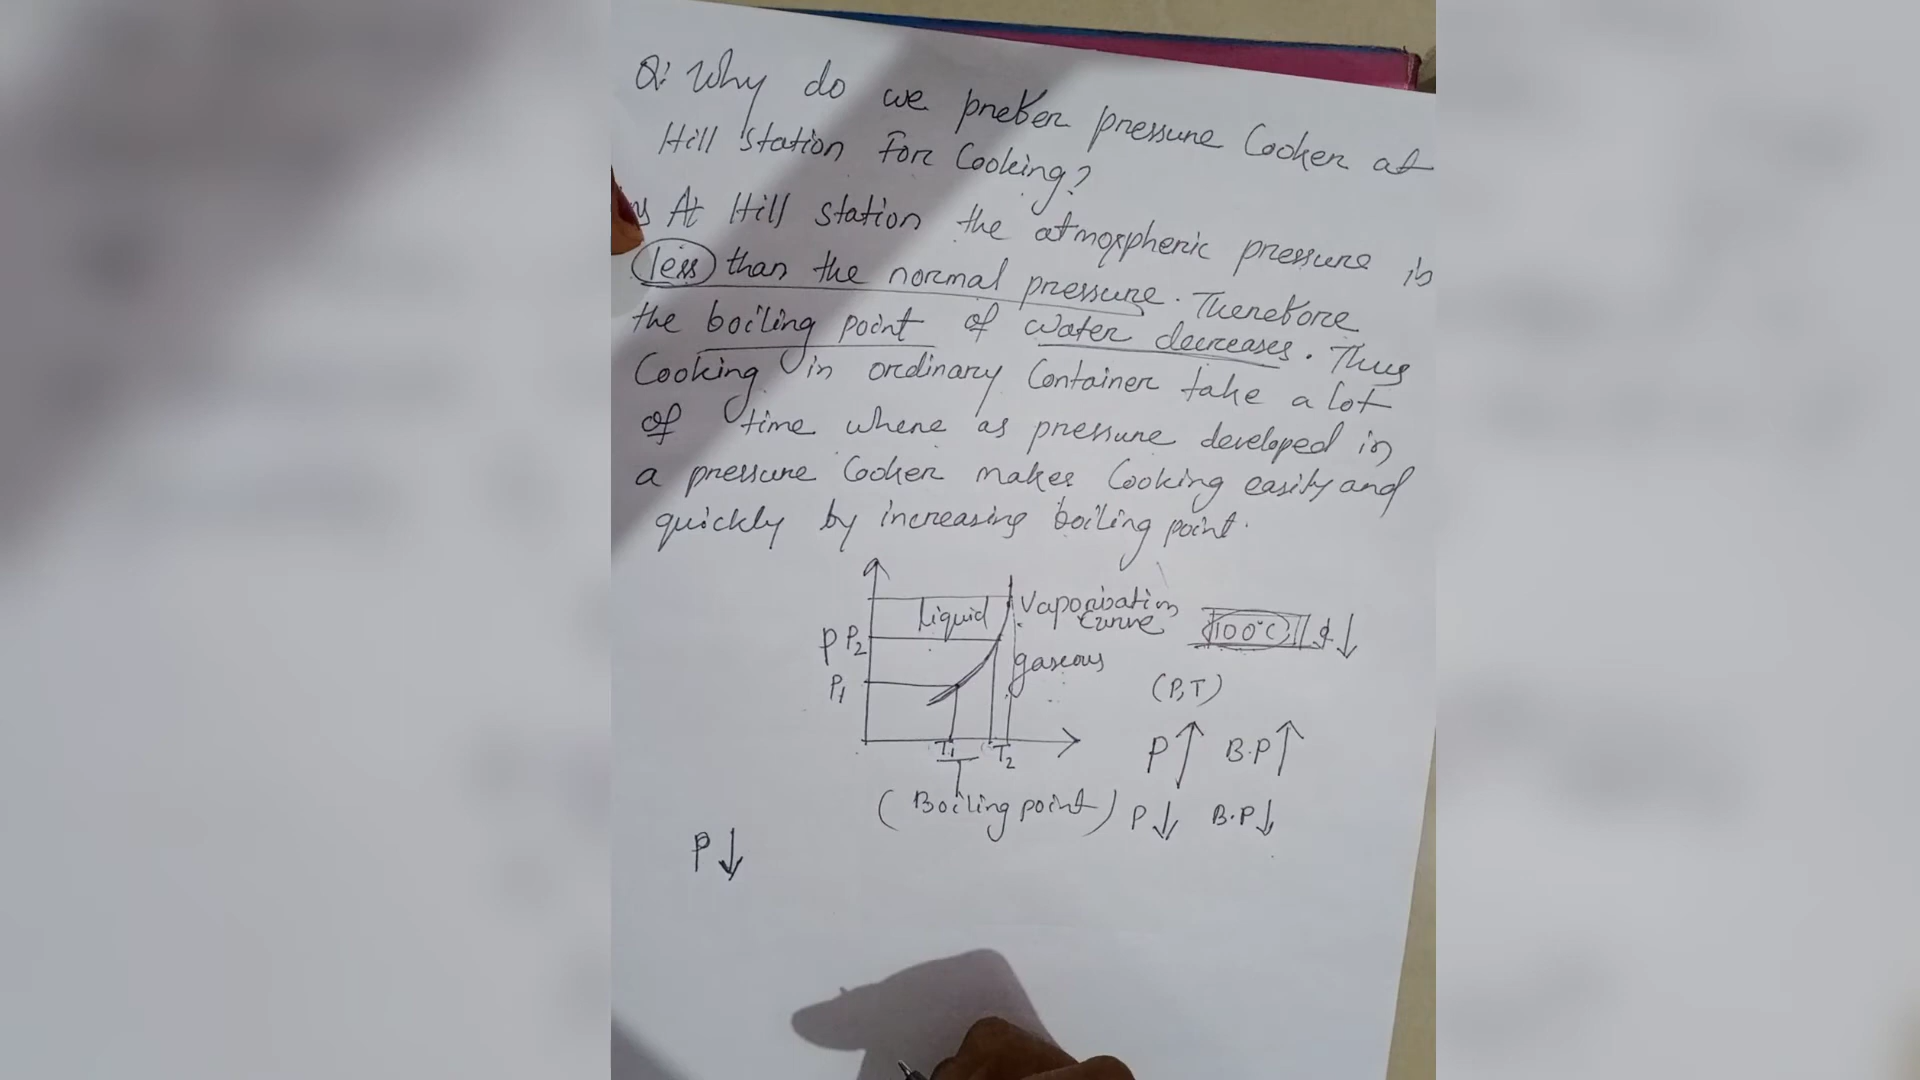 Q: Why do we prefer pressure Cooker at
Hill station For Cooking?
At Hill station the atmospheric pressure is
less than the normal pressure. Therefore
the boiling point of water decreases. Thus
Cooking in ordinary Container take a lot
of time where as pressure developed in
a pressure Cooker makes Cooking easily and
quickly by increasing boiling point.
Liquid
Vaporisation
Curve
100°C
P P2
gaseous
P1
(P,T)
T1 T2
P↑ B.P↑
T
(Boiling point)
P↓ B.P↓
P↓